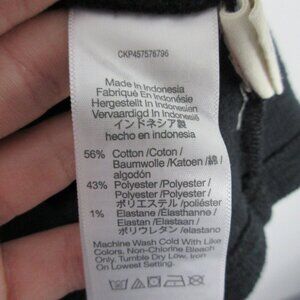 CKP457576796
Made In Indonesia
Fabriqué En Indonésie
Hergestellt In Indonesien
Vervaardigd In Indonesië
インドネシア製
hecho en indonesia
56% Cotton /Coton /
Baumwolle /Katoen /綿 /
algodón
43% Polyester /Polyester /
Polyester /Polyester /
ポリエステル /poliéster
1% Elastane /Élasthanne /
Elastan /Elastaan /
ポリウレタン /elastano
Machine Wash Cold With Like
Colors. Non-Chlorine Bleach
Only. Tumble Dry Low. Iron
On Lowest Setting.